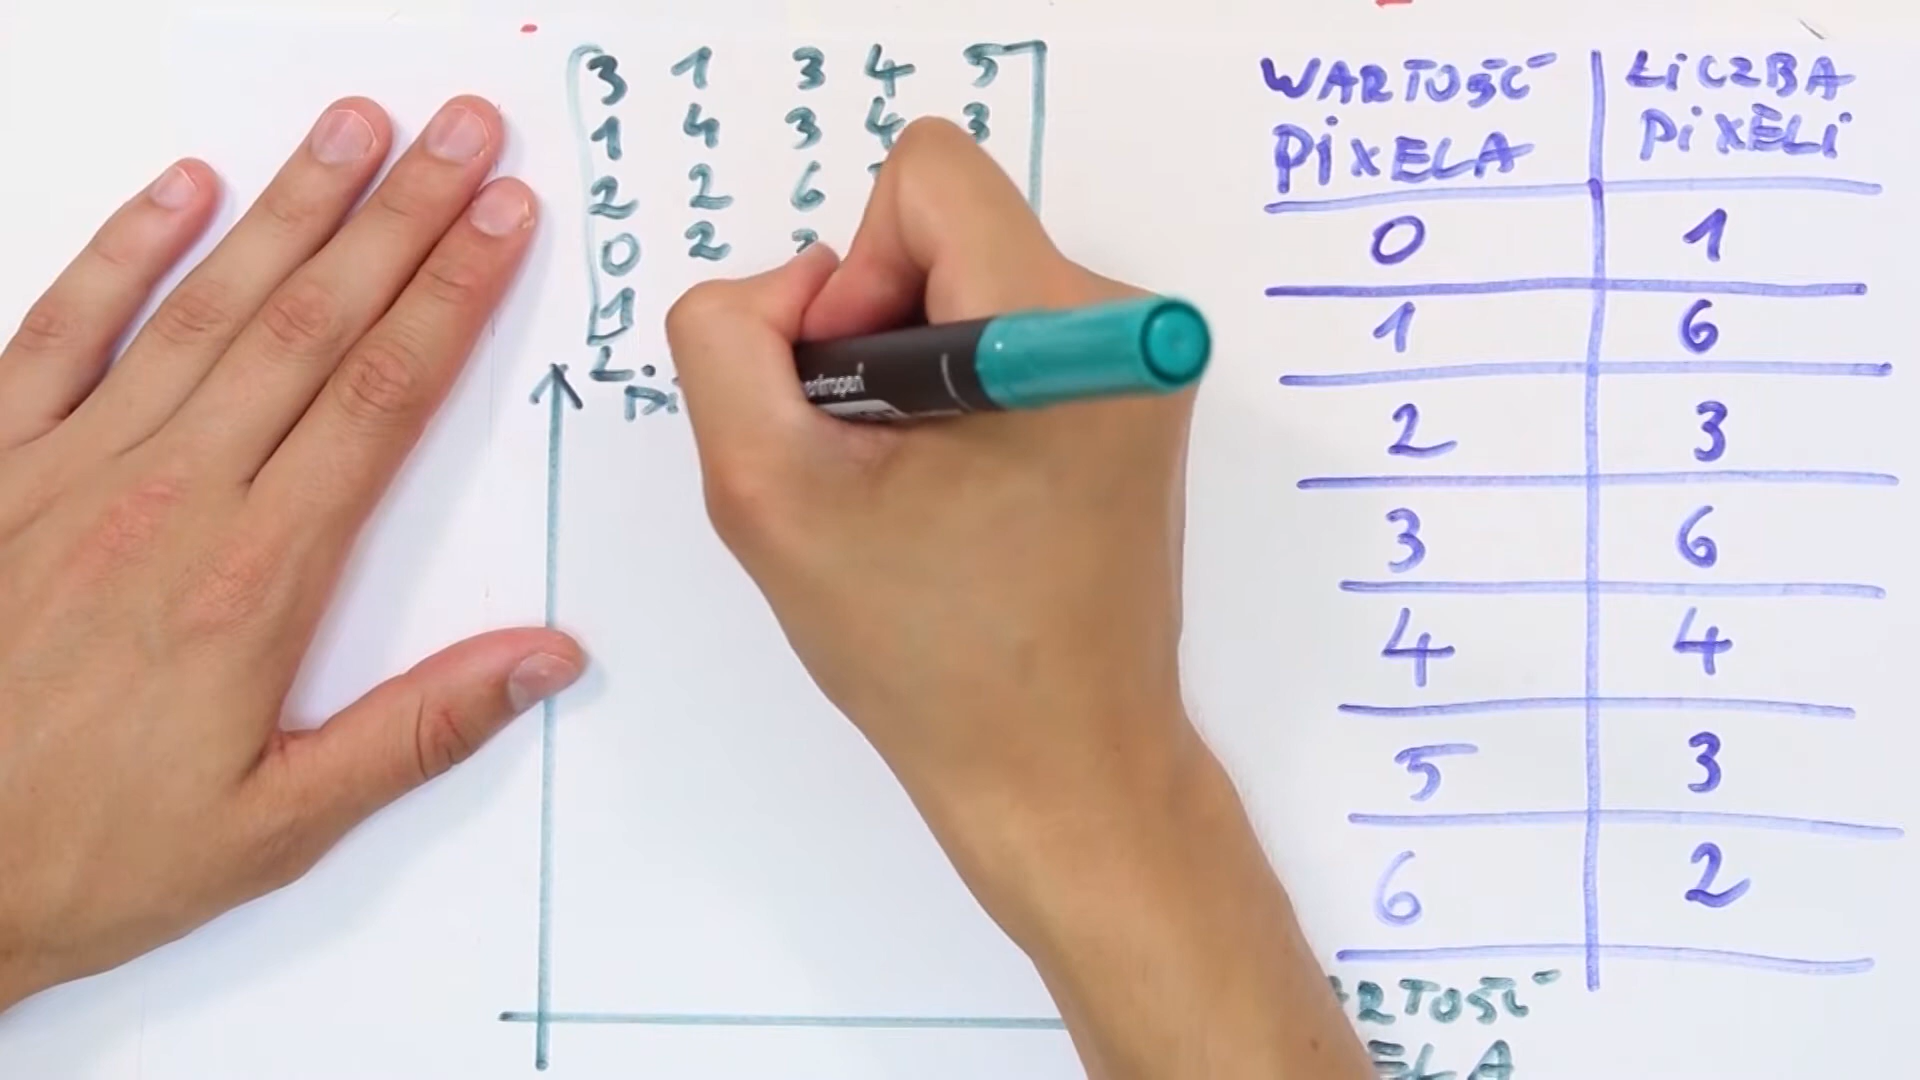 3 1 3 4 5
1 4 3 4 3
2 2 6
0 2
1
L.
WARTOŚĆ PIXELA
LICZBA PIXELI
0 1
1 6
2 3
3 6
4 4
5 3
6 2